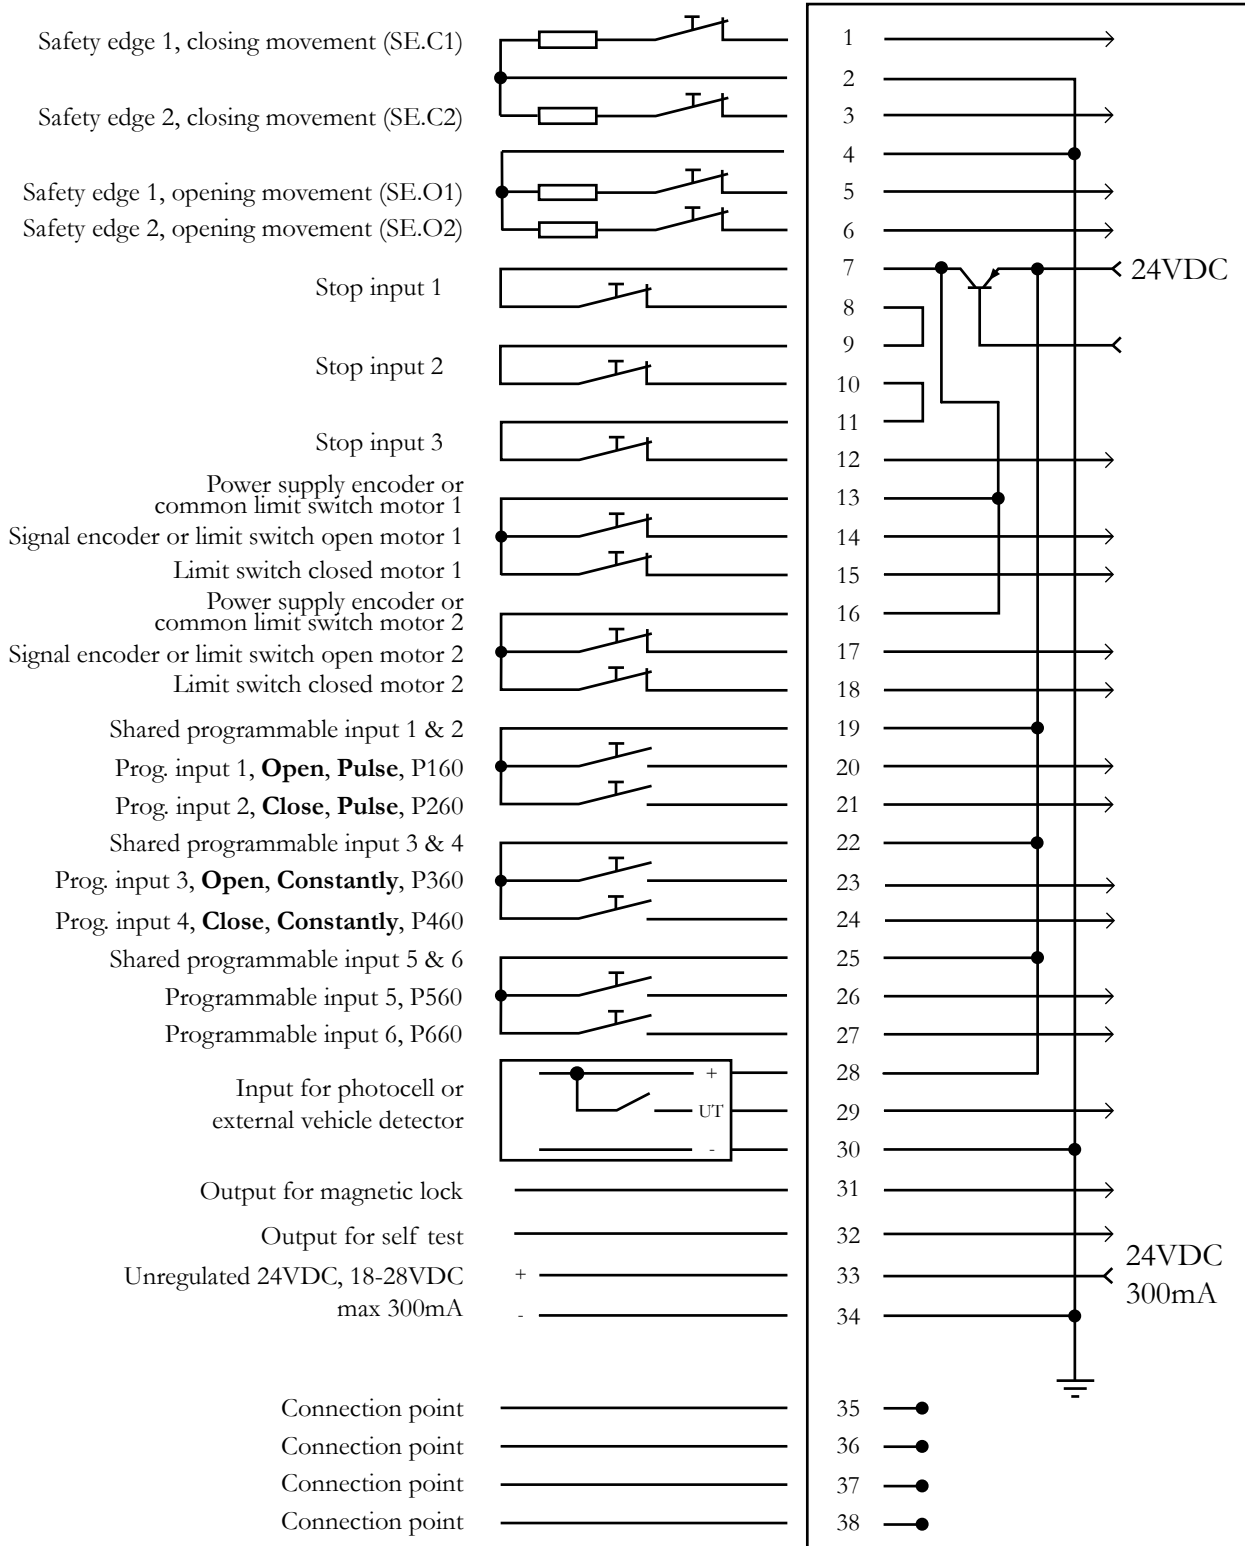 Safety edge 1, closing movement (SE.C1)
1
2
Safety edge 2, closing movement (SE.C2)
3
4
Safety edge 1, opening movement (SE.O1)
5
Safety edge 2, opening movement (SE.O2)
6
7
24VDC
Stop input 1
8
9
Stop input 2
10
11
Stop input 3
12
Power supply encoder or
common limit switch motor 1
13
Signal encoder or limit switch open motor 1
14
Limit switch closed motor 1
15
Power supply encoder or
common limit switch motor 2
16
Signal encoder or limit switch open motor 2
17
Limit switch closed motor 2
18
Shared programmable input 1 & 2
19
Prog. input 1, Open, Pulse, P160
20
Prog. input 2, Close, Pulse, P260
21
Shared programmable input 3 & 4
22
Prog. input 3, Open, Constantly, P360
23
Prog. input 4, Close, Constantly, P460
24
Shared programmable input 5 & 6
25
Programmable input 5, P560
26
Programmable input 6, P660
27
Input for photocell or
external vehicle detector
+
28
UT
29
-
30
Output for magnetic lock
31
Output for self test
32
Unregulated 24VDC, 18-28VDC
max 300mA
+
33
24VDC
300mA
-
34
Connection point
35
Connection point
36
Connection point
37
Connection point
38